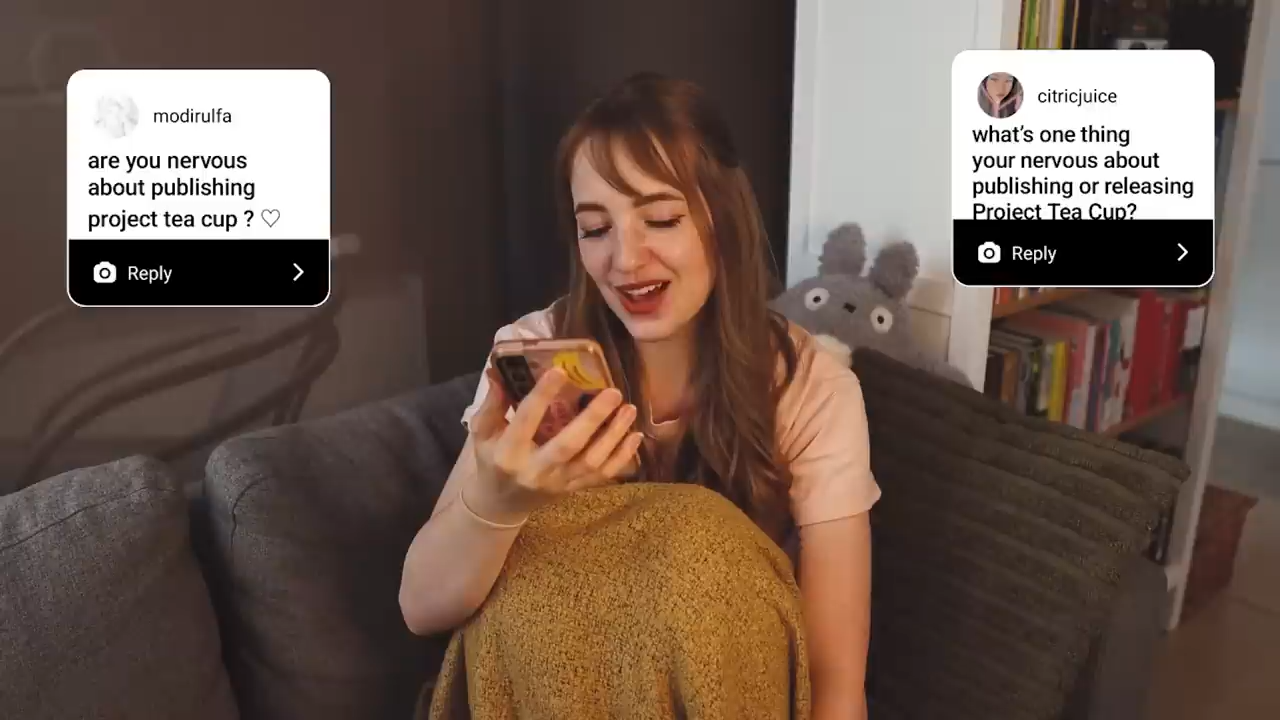 modirulfa
are you nervous
about publishing
project tea cup ? ♡
Reply
citricjuice
what's one thing
your nervous about
publishing or releasing
Project Tea Cup?
Reply